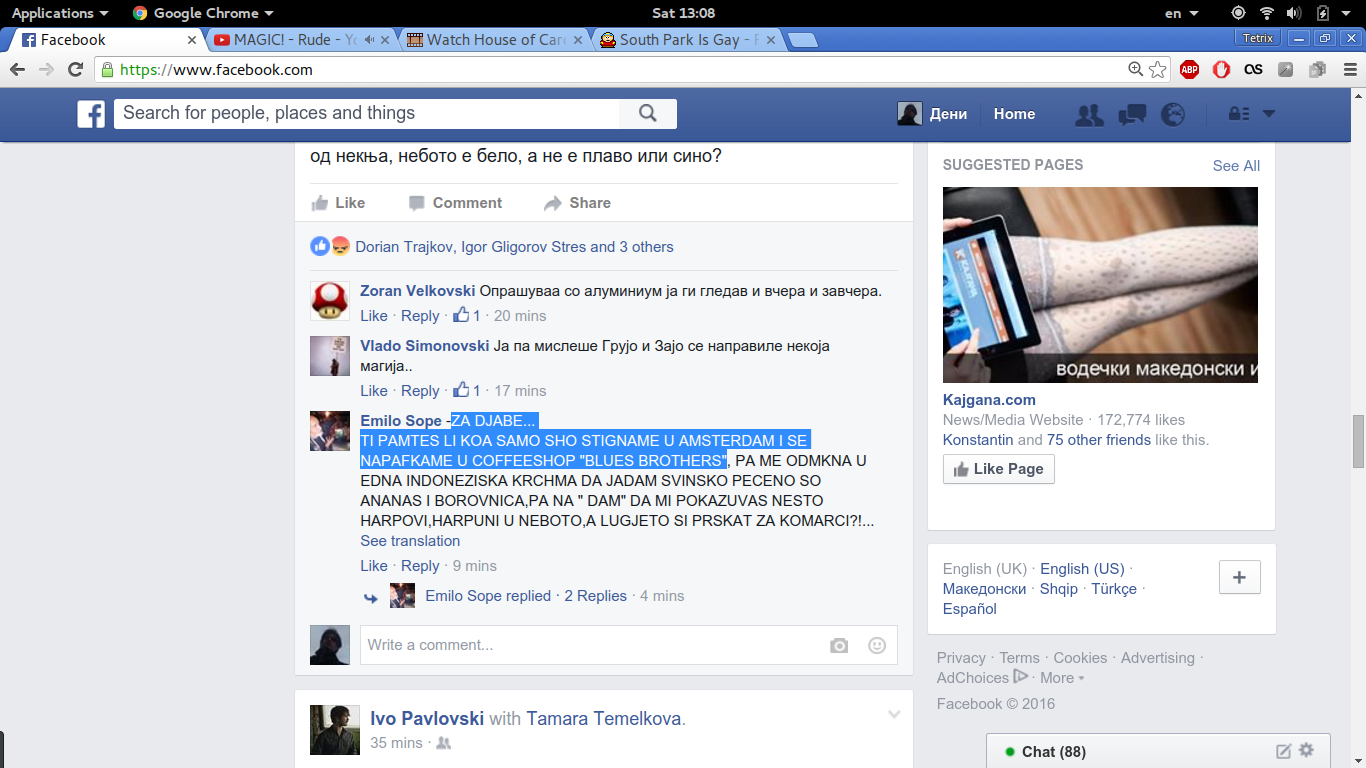 Applications
Google Chrome
Sat 13:08
en
Facebook
MAGIC! - Rude - Yo
Watch House of Card
South Park Is Gay -
Tetrix
https://www.facebook.com
ABP
Search for people, places and things
Дени
Home
од некња, небото е бело, а не е плаво или сино?
Like Comment Share
Dorian Trajkov, Igor Gligorov Stres and 3 others
Zoran Velkovski Опрашуваа со алуминиум ја ги гледав и вчера и завчера.
Like · Reply · 1 · 20 mins
Vlado Simonovski Ја па мислеше Грујо и Зајо се направиле некоја
магија..
Like · Reply · 1 · 17 mins
Emilo Sope -ZA DJABE...
TI PAMTES LI KOA SAMO SHO STIGNAME U AMSTERDAM I SE
NAPAFKAME U COFFEESHOP "BLUES BROTHERS", PA ME ODMKNA U
EDNA INDONEZISKA KRCHMA DA JADAM SVINSKO PECENO SO
ANANAS I BOROVNICA,PA NA " DAM" DA MI POKAZUVAS NESTO
HARPOVI,HARPUNI U NEBOTO,A LUGJETO SI PRSKAT ZA KOMARCI?!...
See translation
Like · Reply · 9 mins
Emilo Sope replied · 2 Replies · 4 mins
Write a comment...
Ivo Pavlovski with Tamara Temelkova.
35 mins ·
SUGGESTED PAGES
See All
водечки македонски и
Kajgana.com
News/Media Website · 172,774 likes
Konstantin and 75 other friends like this.
Like Page
English (UK) · English (US) ·
Македонски · Shqip · Türkçe ·
Español
Privacy · Terms · Cookies · Advertising ·
AdChoices · More
Facebook © 2016
Chat (88)